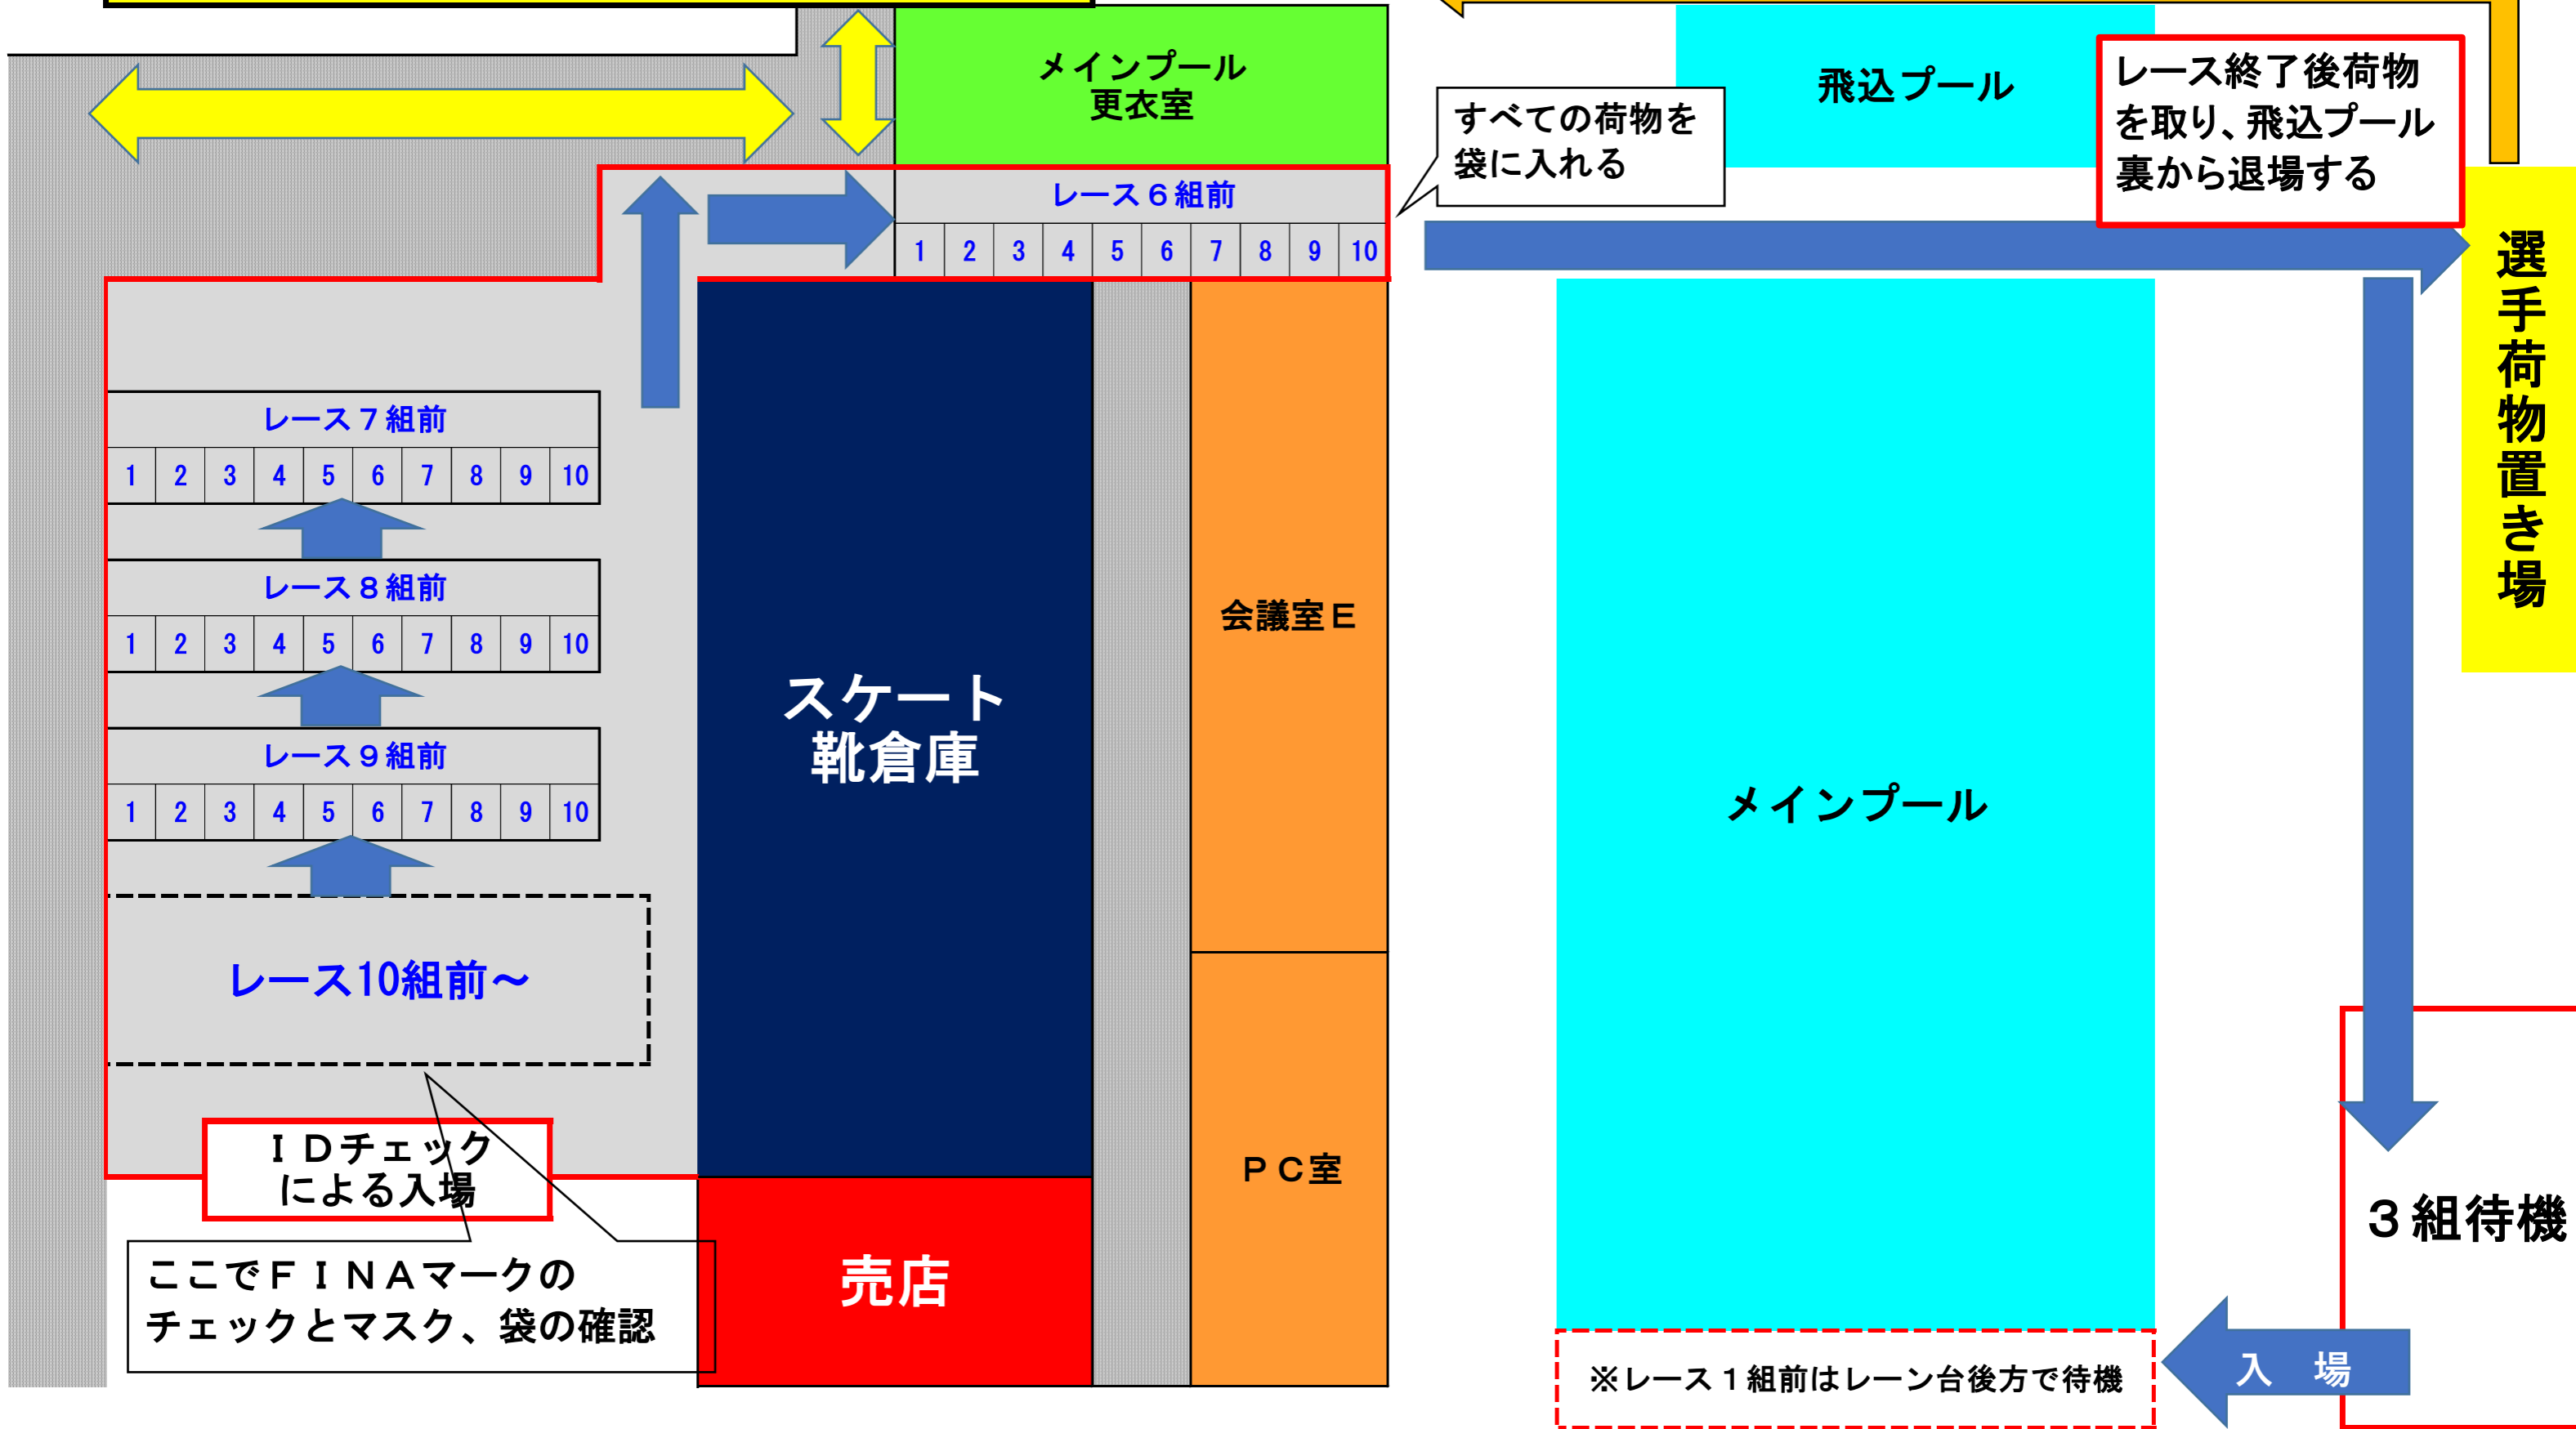 メインプール
更衣室
飛込プール
レース終了後荷物
を取り、飛込プール
裏から退場する
すべての荷物を
袋に入れる
レース６組前
1 2 3 4 5 6 7 8 9 10
選手荷物置き場
レース７組前
1 2 3 4 5 6 7 8 9 10
レース８組前
1 2 3 4 5 6 7 8 9 10
レース９組前
1 2 3 4 5 6 7 8 9 10
レース10組前～
ＩＤチェック
による入場
ここでＦＩＮＡマークの
チェックとマスク、袋の確認
スケート
靴倉庫
売店
会議室Ｅ
ＰＣ室
メインプール
３組待機
入　場
※レース１組前はレーン台後方で待機